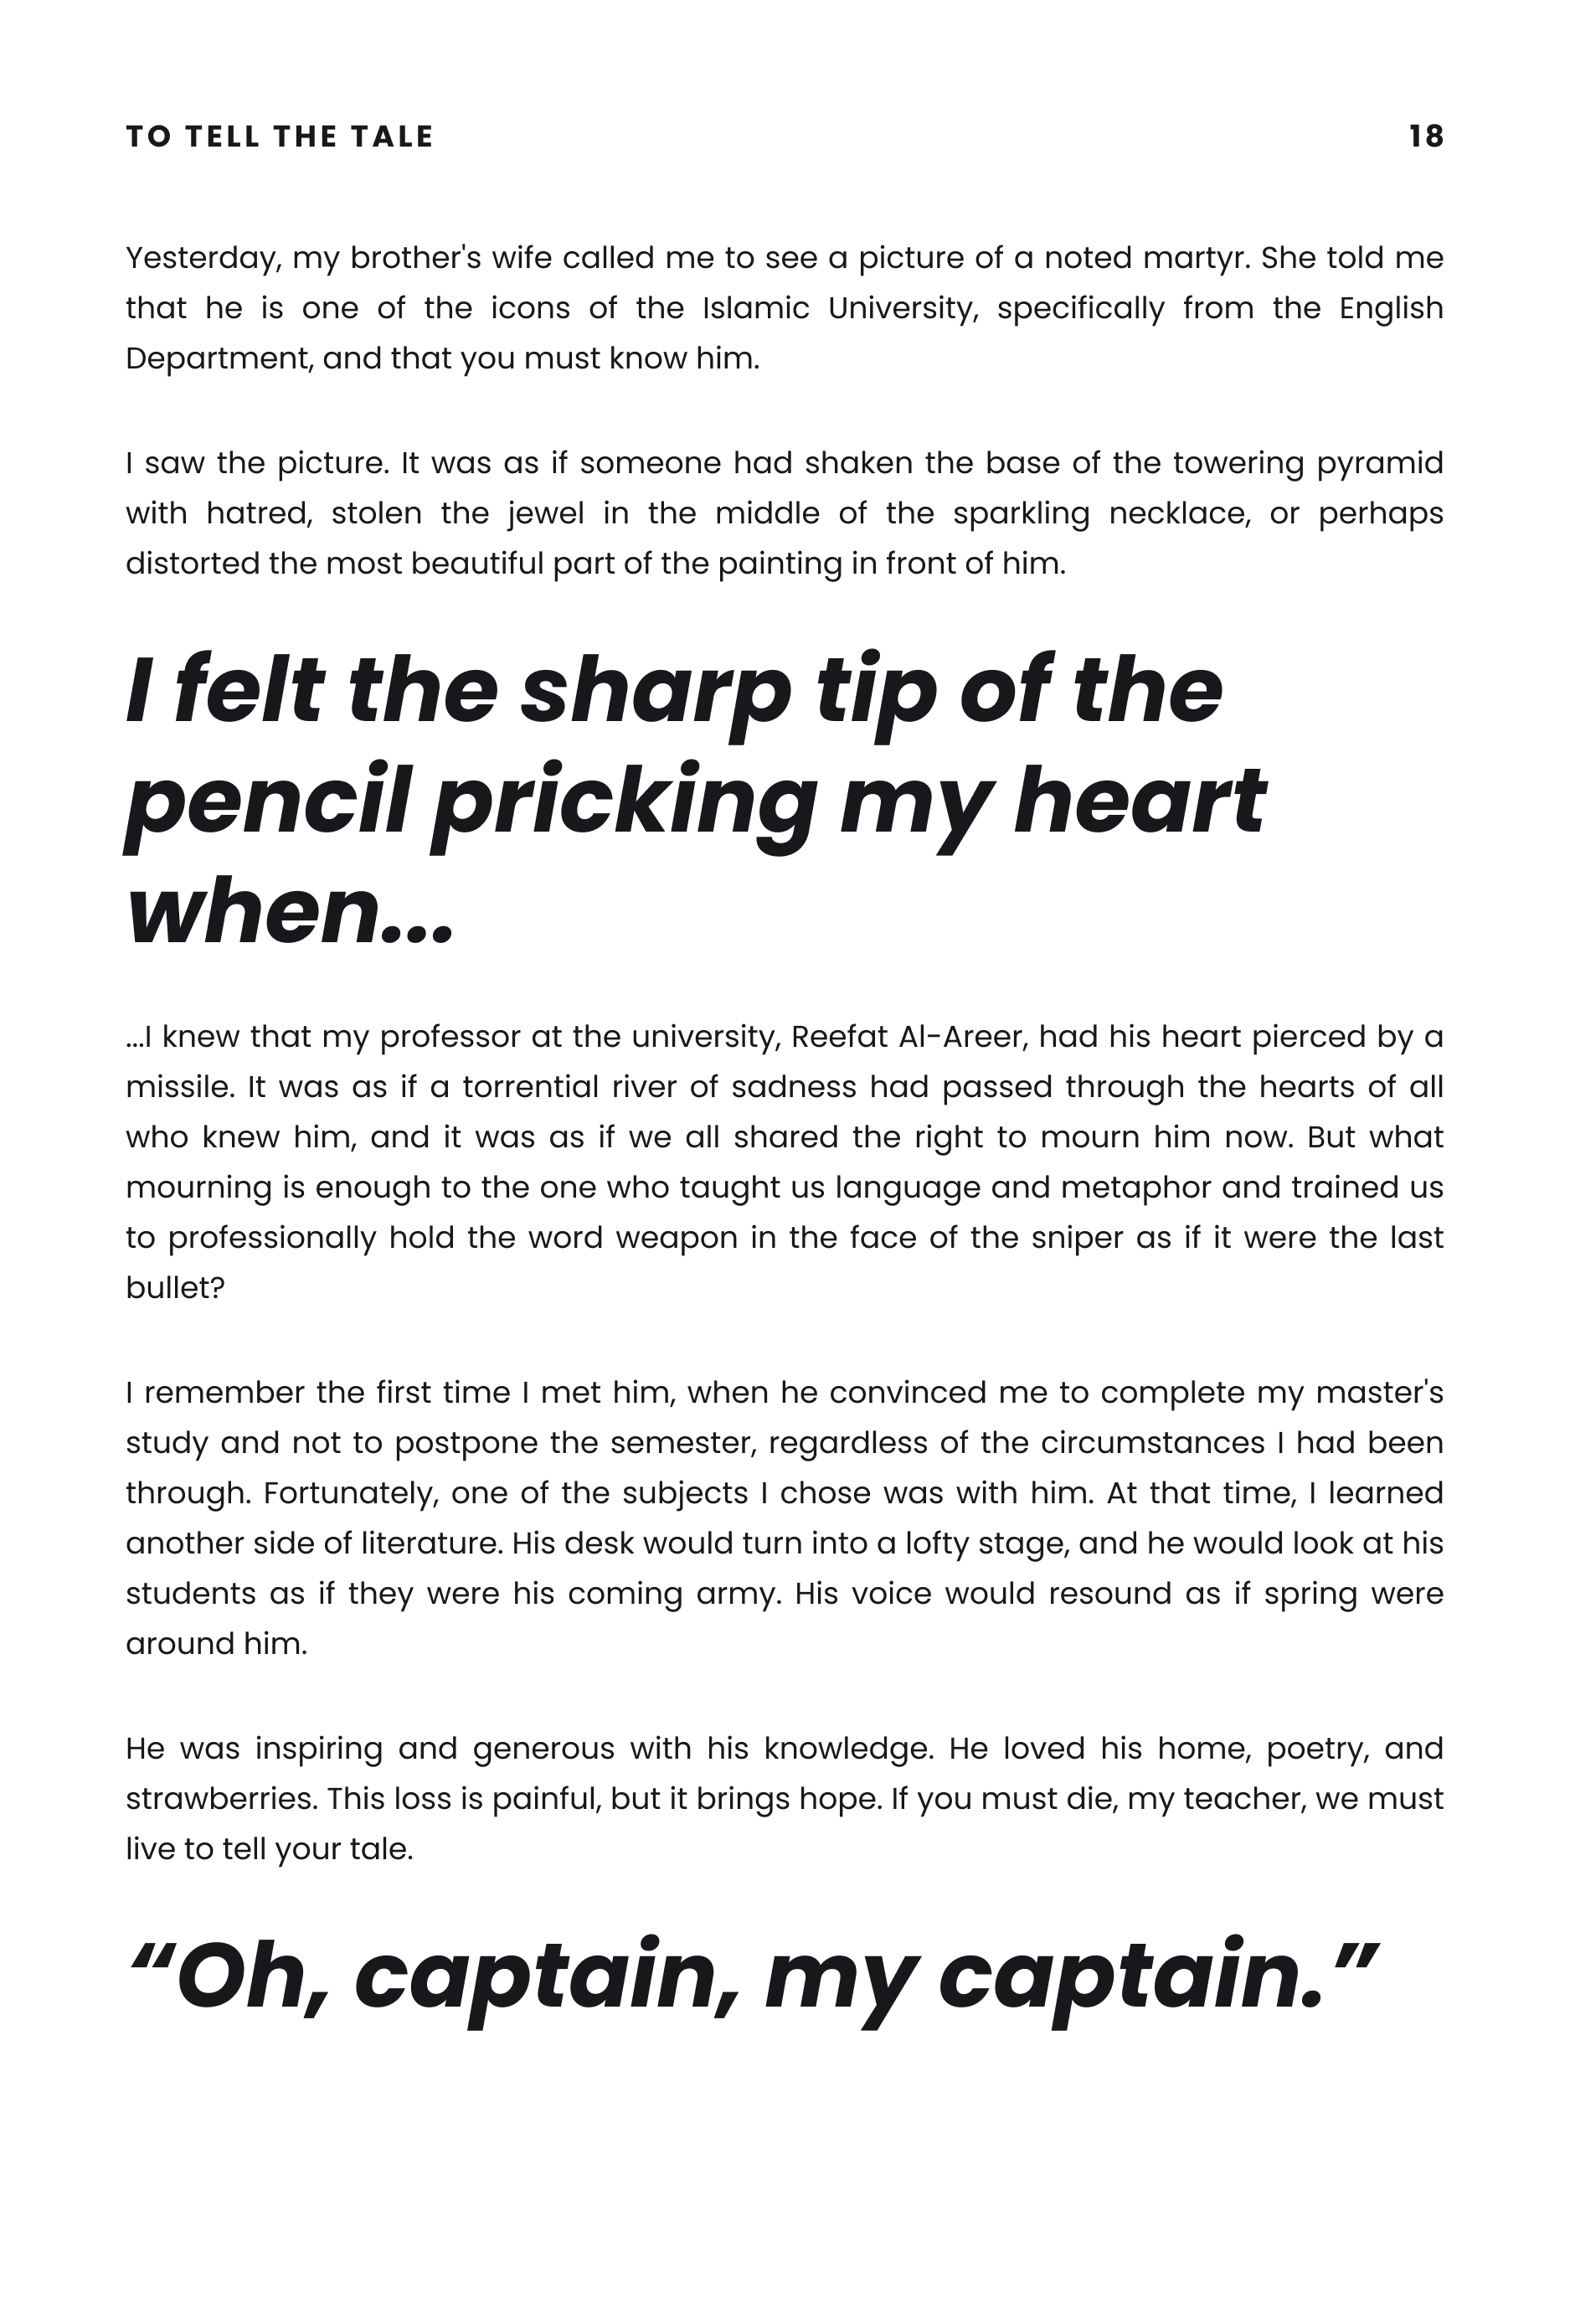 TO TELL THE TALE
18
Yesterday, my brother's wife called me to see a picture of a noted martyr. She told me
that he is one of the icons of the Islamic University, specifically from the English
Department, and that you must know him.
I saw the picture. It was as if someone had shaken the base of the towering pyramid
with hatred, stolen the jewel in the middle of the sparkling necklace, or perhaps
distorted the most beautiful part of the painting in front of him.
I felt the sharp tip of the
pencil pricking my heart
when...
...I knew that my professor at the university, Reefat Al-Areer, had his heart pierced by a
missile. It was as if a torrential river of sadness had passed through the hearts of all
who knew him, and it was as if we all shared the right to mourn him now. But what
mourning is enough to the one who taught us language and metaphor and trained us
to professionally hold the word weapon in the face of the sniper as if it were the last
bullet?
I remember the first time I met him, when he convinced me to complete my master's
study and not to postpone the semester, regardless of the circumstances I had been
through. Fortunately, one of the subjects I chose was with him. At that time, I learned
another side of literature. His desk would turn into a lofty stage, and he would look at his
students as if they were his coming army. His voice would resound as if spring were
around him.
He was inspiring and generous with his knowledge. He loved his home, poetry, and
strawberries. This loss is painful, but it brings hope. If you must die, my teacher, we must
live to tell your tale.
“Oh, captain, my captain.”